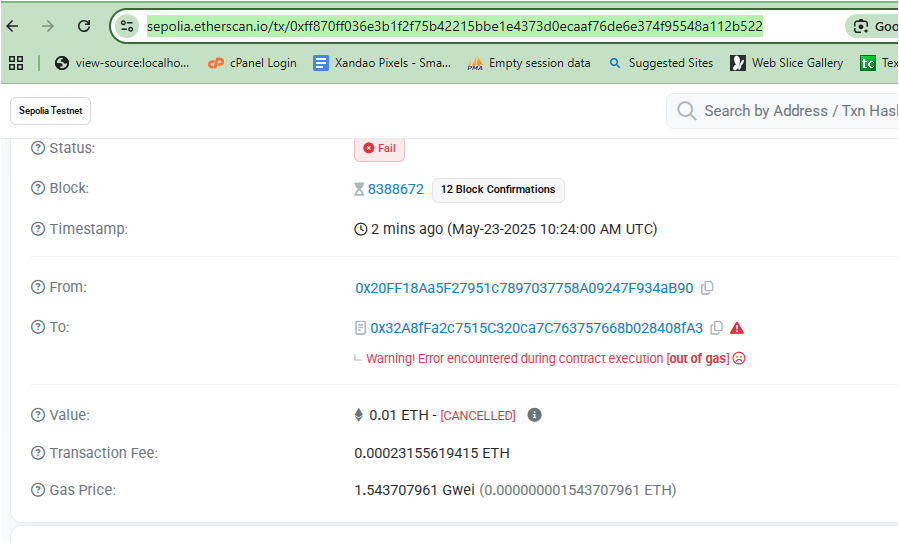 sepolia.etherscan.io/tx/0xff870ff036e3b1f2f75b42215bbe1e4373d0ecaaf76de6e374f95548a112b522 Goo
view-source:localho... cPanel Login Xandao Pixels - Sma... Empty session data Suggested Sites Web Slice Gallery Tex
Sepolia Testnet Search by Address / Txn Hash
Status: Fail
Block: 8388672 12 Block Confirmations
Timestamp: 2 mins ago (May-23-2025 10:24:00 AM UTC)
From: 0x20FF18Aa5F27951c7897037758A09247F934aB90
To: 0x32A8fFa2c7515C320ca7C763757668b028408fA3
Warning! Error encountered during contract execution [out of gas]
Value: 0.01 ETH - [CANCELLED]
Transaction Fee: 0.00023155619415 ETH
Gas Price: 1.543707961 Gwei (0.000000001543707961 ETH)